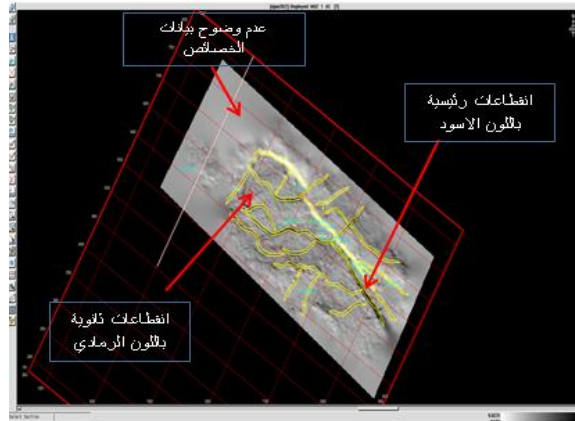 عدم وضوح بيانات
الخصائص
انقطاعات رئيسية
باللون الاسود
انقطاعات ثانوية
باللون الرمادي